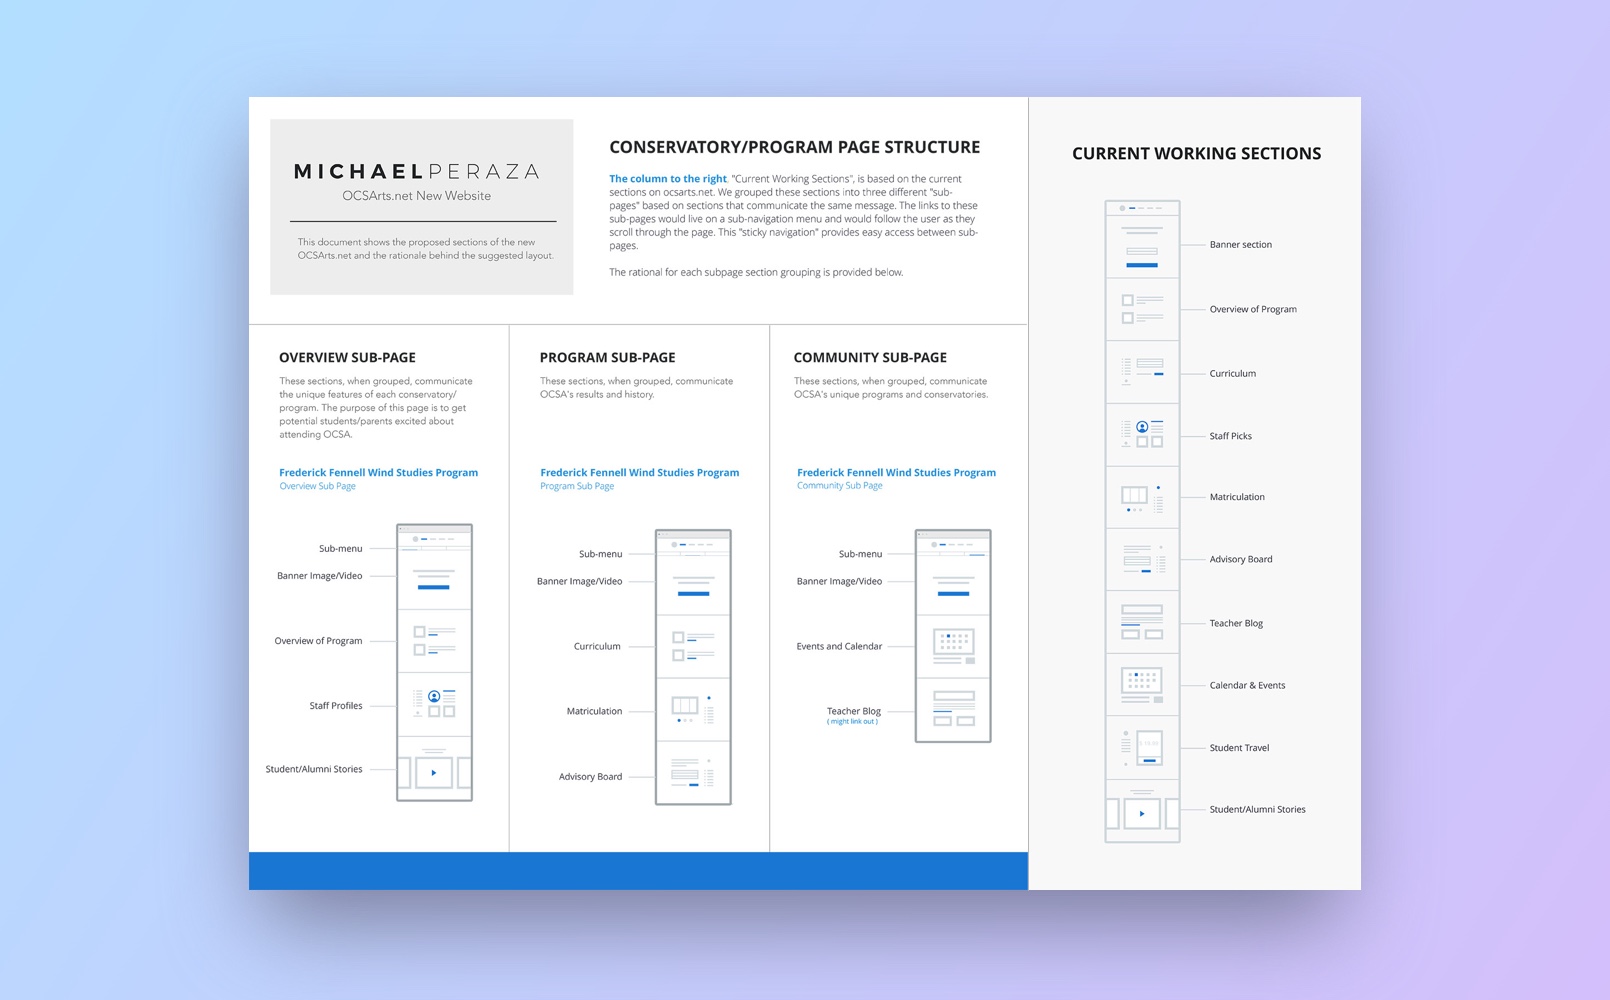 MICHAELPERAZA
OCSArts.net New Website
This document shows the proposed sections of the new
OCSArts.net and the rationale behind the suggested layout.
CONSERVATORY/PROGRAM PAGE STRUCTURE
The column to the right, "Current Working Sections", is based on the current
sections on ocsarts.net. We grouped these sections into three different "sub-
pages" based on sections that communicate the same message. The links to these
sub-pages would live on a sub-navigation menu and would follow the user as they
scroll through the page. This "sticky navigation" provides easy access between sub-
pages.
The rational for each subpage section grouping is provided below.
OVERVIEW SUB-PAGE
These sections, when grouped, communicate
the unique features of each conservatory/
program. The purpose of this page is to get
potential students/parents excited about
attending OCSA.
Frederick Fennell Wind Studies Program
Overview Sub Page
Sub-menu
Banner Image/Video
Overview of Program
Staff Profiles
Student/Alumni Stories
PROGRAM SUB-PAGE
These sections, when grouped, communicate
OCSA's results and history.
Frederick Fennell Wind Studies Program
Program Sub Page
Sub-menu
Banner Image/Video
Curriculum
Matriculation
Advisory Board
COMMUNITY SUB-PAGE
These sections, when grouped, communicate
OCSA's unique programs and conservatories.
Frederick Fennell Wind Studies Program
Community Sub Page
Sub-menu
Banner Image/Video
Events and Calendar
Teacher Blog
( might link out )
CURRENT WORKING SECTIONS
Banner section
Overview of Program
Curriculum
Staff Picks
Matriculation
Advisory Board
Teacher Blog
Calendar & Events
Student Travel
Student/Alumni Stories